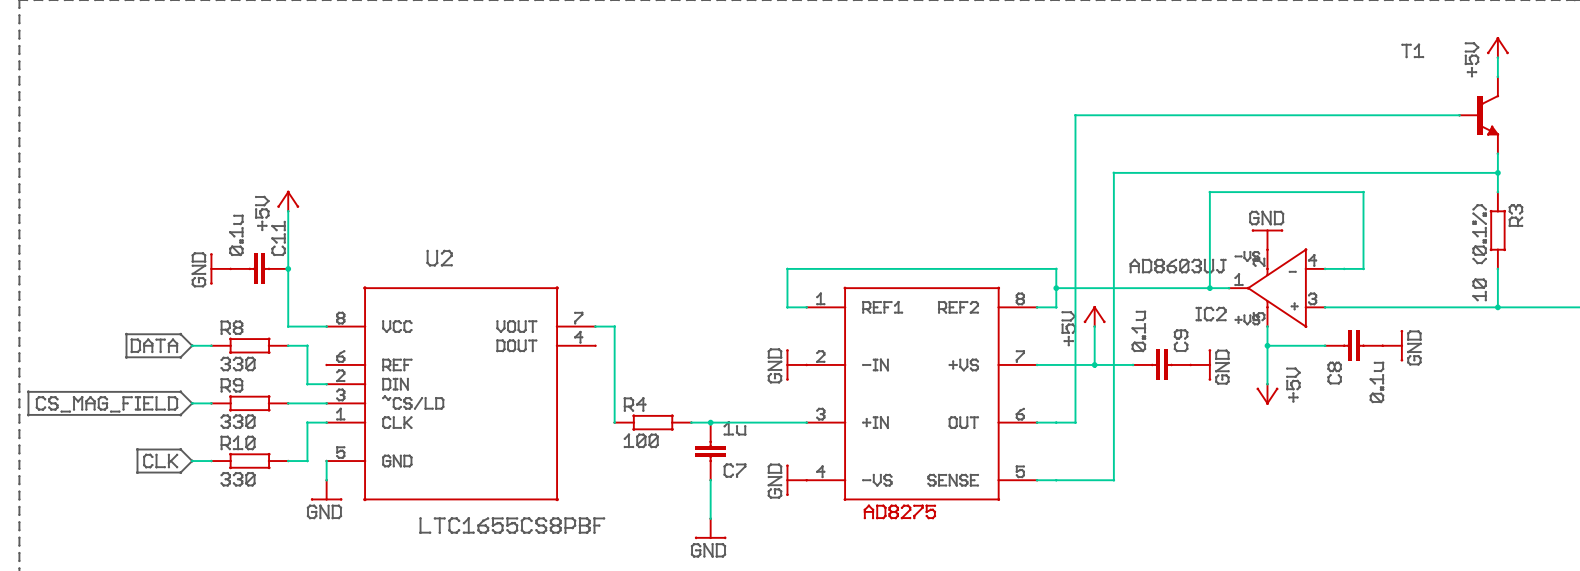 T1
+5V
0.1u
+5V
C11
GND
U2
GND
-VS
2
4
-
AD8603UJ
1
+
3
IC2
+VS
5
10 (0.1%)
R3
8
VCC
VOUT
7
DOUT
4
6
REF
2
DIN
3
~CS/LD
1
CLK
5
GND
DATA
R8
330
CS_MAG_FIELD
R9
330
CLK
R10
330
GND
LTC1655CS8PBF
R4
100
1u
C7
GND
1
REF1
REF2
8
GND
2
-IN
+VS
7
3
+IN
OUT
6
GND
4
-VS
SENSE
5
AD8275
+5V
0.1u
C9
GND
+5V
C8
0.1u
GND